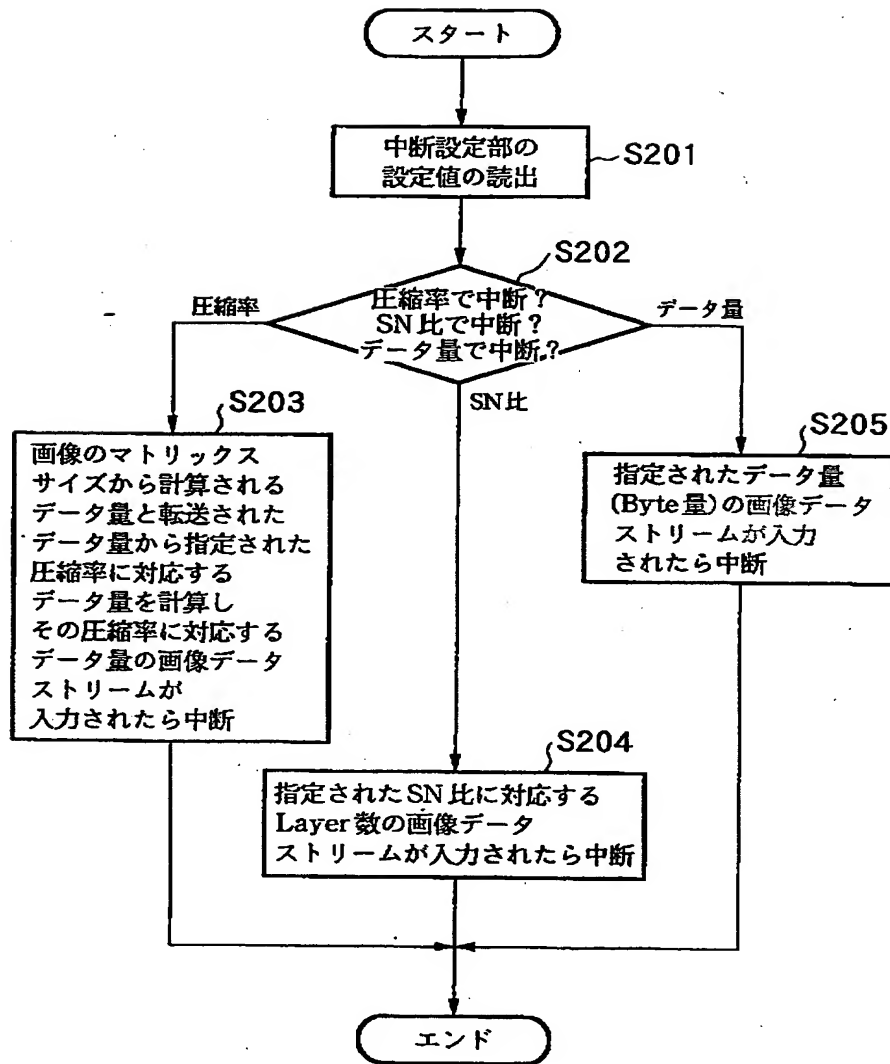 スタート
中断設定部の
設定値の読出
S201
S202
圧縮率で中断?
SN比で中断?
データ量で中断?
圧縮率
データ量
SN比
S203
画像のマトリックス
サイズから計算される
データ量と転送された
データ量から指定された
圧縮率に対応する
データ量を計算し
その圧縮率に対応する
データ量の画像データ
ストリームが
入力されたら中断
S205
指定されたデータ量
(Byte量)の画像データ
ストリームが入力
されたら中断
S204
指定されたSN比に対応する
Layer数の画像データ
ストリームが入力されたら中断
エンド